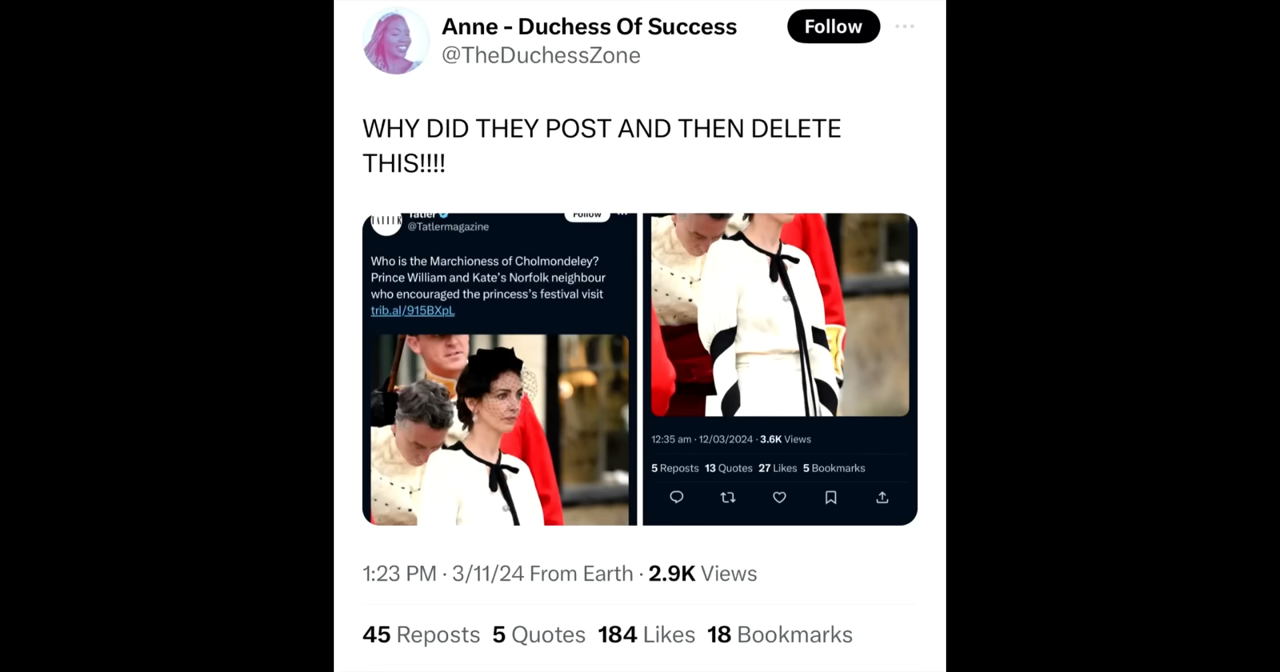 Anne - Duchess Of Success
Follow
@TheDuchessZone
WHY DID THEY POST AND THEN DELETE
THIS!!!!
TATLER
Tatler
Follow
@Tatlermagazine
Who is the Marchioness of Cholmondeley?
Prince William and Kate's Norfolk neighbour
who encouraged the princess's festival visit
trib.al/915BXpL
12:35 am · 12/03/2024 · 3.6K Views
5 Reposts 13 Quotes 27 Likes 5 Bookmarks
1:23 PM · 3/11/24 From Earth · 2.9K Views
45 Reposts 5 Quotes 184 Likes 18 Bookmarks